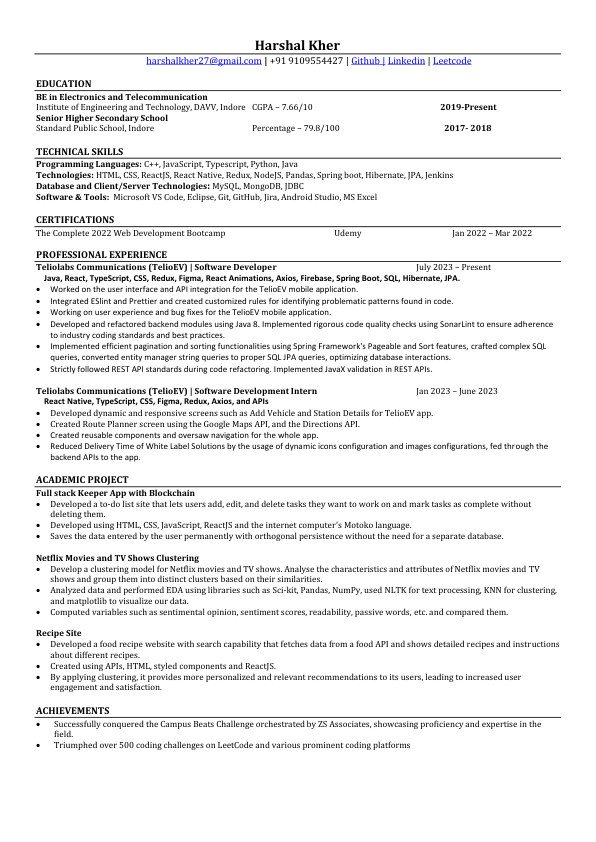 Harshal Kher
harshalkher27@gmail.com | +91 9109554427 | Github | Linkedin | Leetcode
EDUCATION
BE in Electronics and Telecommunication
Institute of Engineering and Technology, DAVV, Indore CGPA – 7.66/10 2019-Present
Senior Higher Secondary School
Standard Public School, Indore Percentage – 79.8/100 2017- 2018
TECHNICAL SKILLS
Programming Languages: C++, JavaScript, Typescript, Python, Java
Technologies: HTML, CSS, ReactJS, React Native, Redux, NodeJS, Pandas, Spring boot, Hibernate, JPA, Jenkins
Database and Client/Server Technologies: MySQL, MongoDB, JDBC
Software & Tools: Microsoft VS Code, Eclipse, Git, GitHub, Jira, Android Studio, MS Excel
CERTIFICATIONS
The Complete 2022 Web Development Bootcamp Udemy Jan 2022 – Mar 2022
PROFESSIONAL EXPERIENCE
Teliolabs Communications (TelioEV) | Software Developer July 2023 – Present
Java, React, TypeScript, CSS, Redux, Figma, React Animations, Axios, Firebase, Spring Boot, SQL, Hibernate, JPA.
• Worked on the user interface and API integration for the TelioEV mobile application.
• Integrated ESlint and Prettier and created customized rules for identifying problematic patterns found in code.
• Working on user experience and bug fixes for the TelioEV mobile application.
• Developed and refactored backend modules using Java 8. Implemented rigorous code quality checks using SonarLint to ensure adherence
to industry coding standards and best practices.
• Implemented efficient pagination and sorting functionalities using Spring Framework's Pageable and Sort features, crafted complex SQL
queries, converted entity manager string queries to proper SQL JPA queries, optimizing database interactions.
• Strictly followed REST API standards during code refactoring. Implemented JavaX validation in REST APIs.
Teliolabs Communications (TelioEV) | Software Development Intern Jan 2023 – June 2023
React Native, TypeScript, CSS, Figma, Redux, Axios, and APIs
• Developed dynamic and responsive screens such as Add Vehicle and Station Details for TelioEV app.
• Created Route Planner screen using the Google Maps API, and the Directions API.
• Created reusable components and oversaw navigation for the whole app.
• Reduced Delivery Time of White Label Solutions by the usage of dynamic icons configuration and images configurations, fed through the
backend APIs to the app.
ACADEMIC PROJECT
Full stack Keeper App with Blockchain
• Developed a to-do list site that lets users add, edit, and delete tasks they want to work on and mark tasks as complete without
deleting them.
• Developed using HTML, CSS, JavaScript, ReactJS and the internet computer's Motoko language.
• Saves the data entered by the user permanently with orthogonal persistence without the need for a separate database.
Netflix Movies and TV Shows Clustering
• Develop a clustering model for Netflix movies and TV shows. Analyse the characteristics and attributes of Netflix movies and TV
shows and group them into distinct clusters based on their similarities.
• Analyzed data and performed EDA using libraries such as Sci-kit, Pandas, NumPy, used NLTK for text processing, KNN for clustering,
and matplotlib to visualize our data.
• Computed variables such as sentimental opinion, sentiment scores, readability, passive words, etc. and compared them.
Recipe Site
• Developed a food recipe website with search capability that fetches data from a food API and shows detailed recipes and instructions
about different recipes.
• Created using APIs, HTML, styled components and ReactJS.
• By applying clustering, it provides more personalized and relevant recommendations to its users, leading to increased user
engagement and satisfaction.
ACHIEVEMENTS
• Successfully conquered the Campus Beats Challenge orchestrated by ZS Associates, showcasing proficiency and expertise in the
field.
• Triumphed over 500 coding challenges on LeetCode and various prominent coding platforms